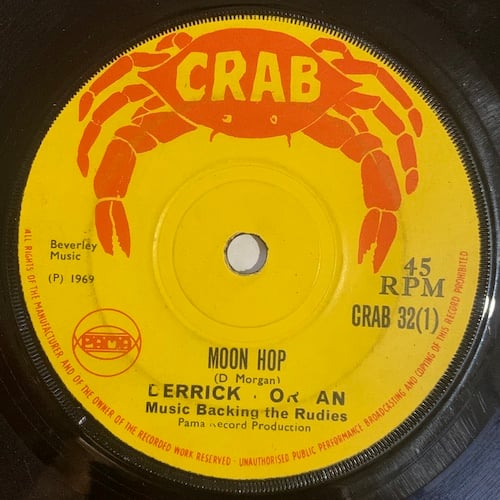 CRAB
Beverley
Music
(P) 1969
45
RPM
CRAB 32(1)
PAMA
MOON HOP
(D. Morgan)
DERRICK OR AN
Music Backing the Rudies
Pama Record Production
ALL RIGHTS OF THE MANUFACTURER AND OF THE OWNER OF THE RECORDED WORK RESERVED - UNAUTHORISED PUBLIC PERFORMANCE BROADCASTING AND COPYING OF THIS RECORD PROHIBITED